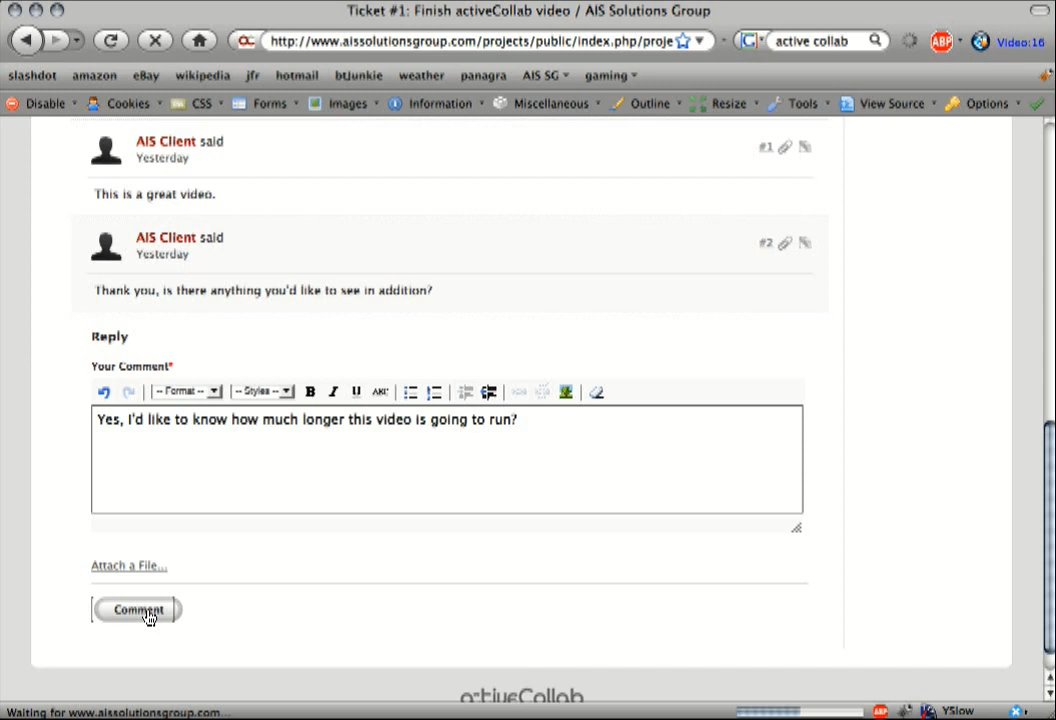 Ticket #1: Finish activeCollab video / AIS Solutions Group
http://www.aissolutionsgroup.com/projects/public/index.php/proje active collab ABP Video:16
slashdot amazon eBay wikipedia jfr hotmail btJunkie weather panagra AIS SG gaming
Disable Cookies CSS Forms Images Information Miscellaneous Outline Resize Tools View Source Options
AIS Client said
#1
Yesterday
This is a great video.
AIS Client said
#2
Yesterday
Thank you, is there anything you'd like to see in addition?
Reply
Your Comment*
-- Format -- -- Styles -- B I U ABC
Yes, I'd like to know how much longer this video is going to run?
Attach a File...
Comment
activeCollab
Waiting for www.aissolutionsgroup.com... ABP YSlow